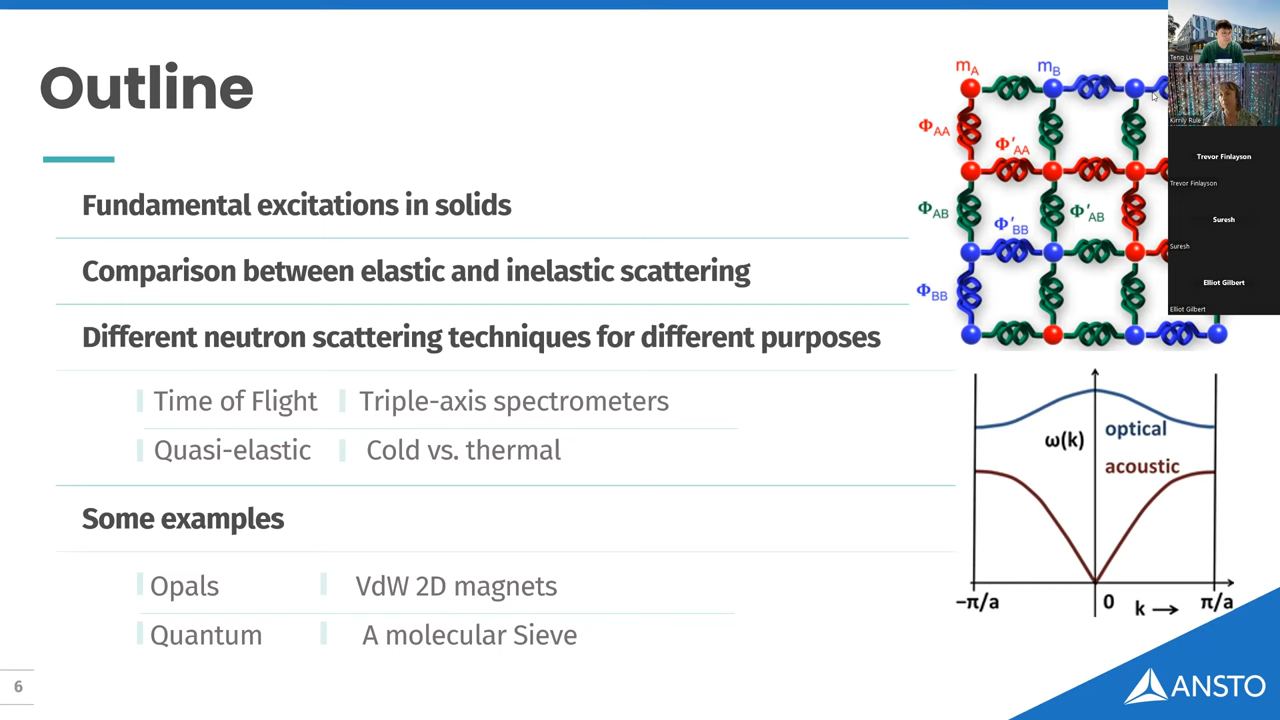 Outline
Fundamental excitations in solids
Comparison between elastic and inelastic scattering
Different neutron scattering techniques for different purposes
Time of Flight
Triple-axis spectrometers
Quasi-elastic
Cold vs. thermal
Some examples
Opals
VdW 2D magnets
Quantum
A molecular Sieve
6
mA
mB
ΦAA
Φ'AA
ΦAB
Φ'AB
Φ'BB
ΦBB
ω(k)
optical
acoustic
−π/a
0
k →
π/a
ANSTO
Teng Lu
Kirrily Rule
Trevor Finlayson
Trevor Finlayson
Suresh
Suresh
Elliot Gilbert
Elliot Gilbert